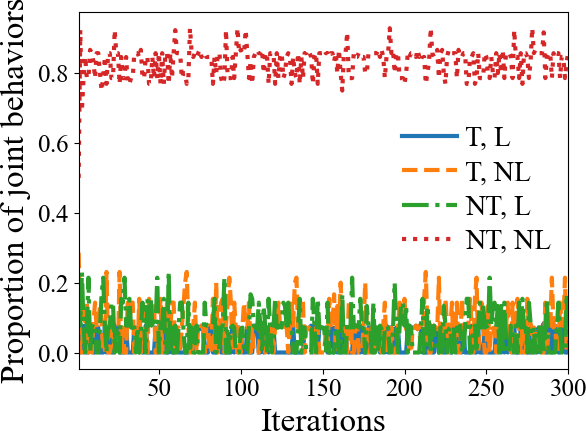 Proportion of joint behaviors
0.8
0.6
0.4
0.2
0.0
T, L
T, NL
NT, L
NT, NL
50
100
150
200
250
300
Iterations